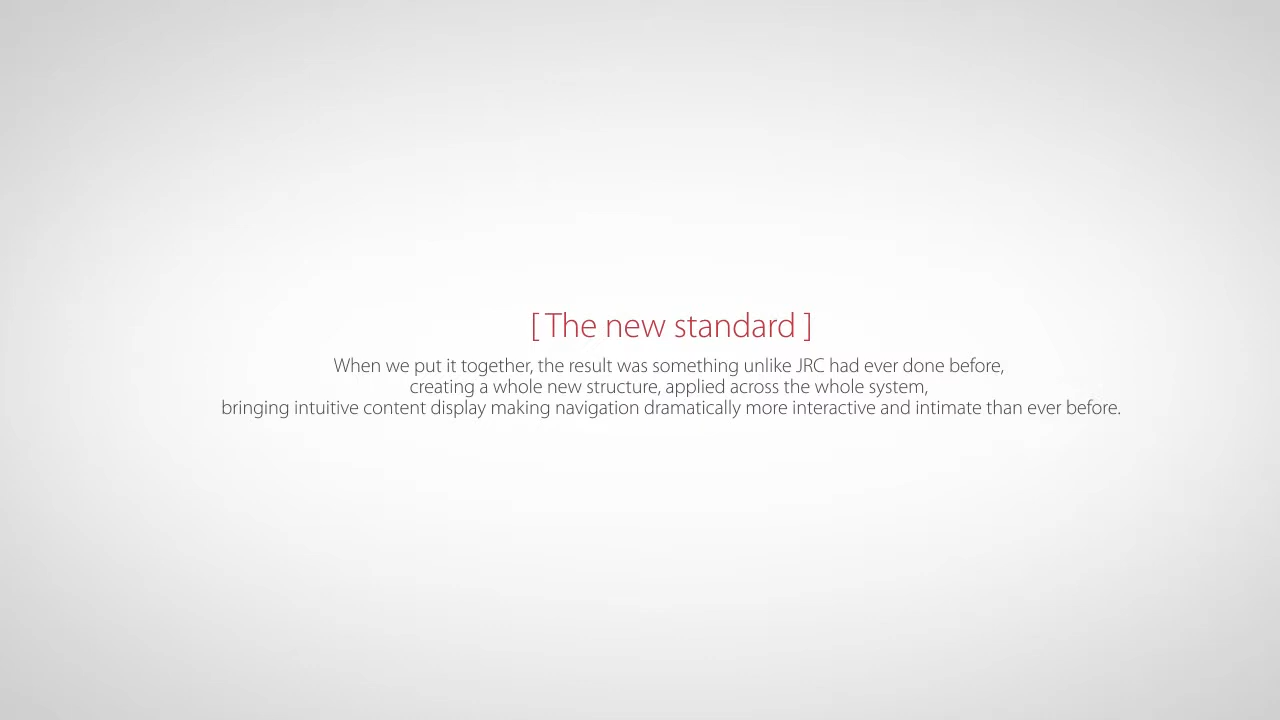 [ The new standard ]
When we put it together, the result was something unlike JRC had ever done before,
creating a whole new structure, applied across the whole system,
bringing intuitive content display making navigation dramatically more interactive and intimate than ever before.